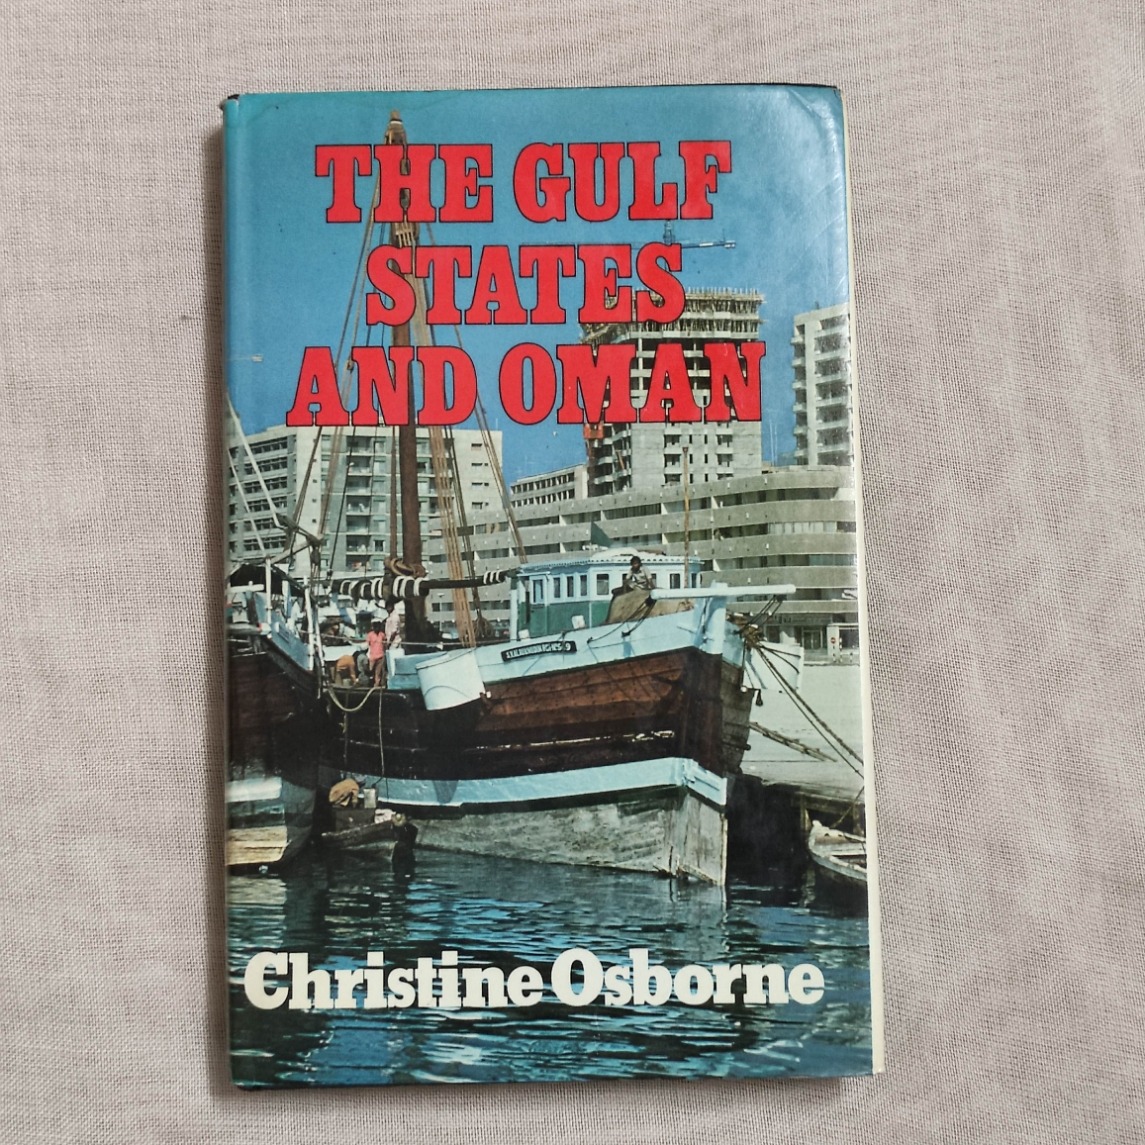 THE GULF
STATES
AND OMAN
Christine Osborne